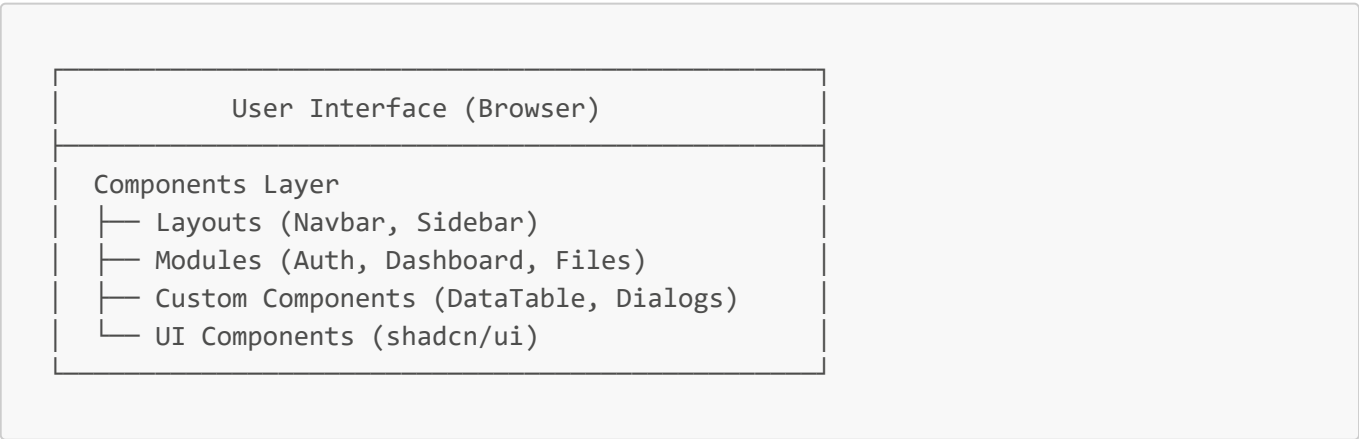 User Interface (Browser)
Components Layer
├── Layouts (Navbar, Sidebar)
├── Modules (Auth, Dashboard, Files)
├── Custom Components (DataTable, Dialogs)
└── UI Components (shadcn/ui)